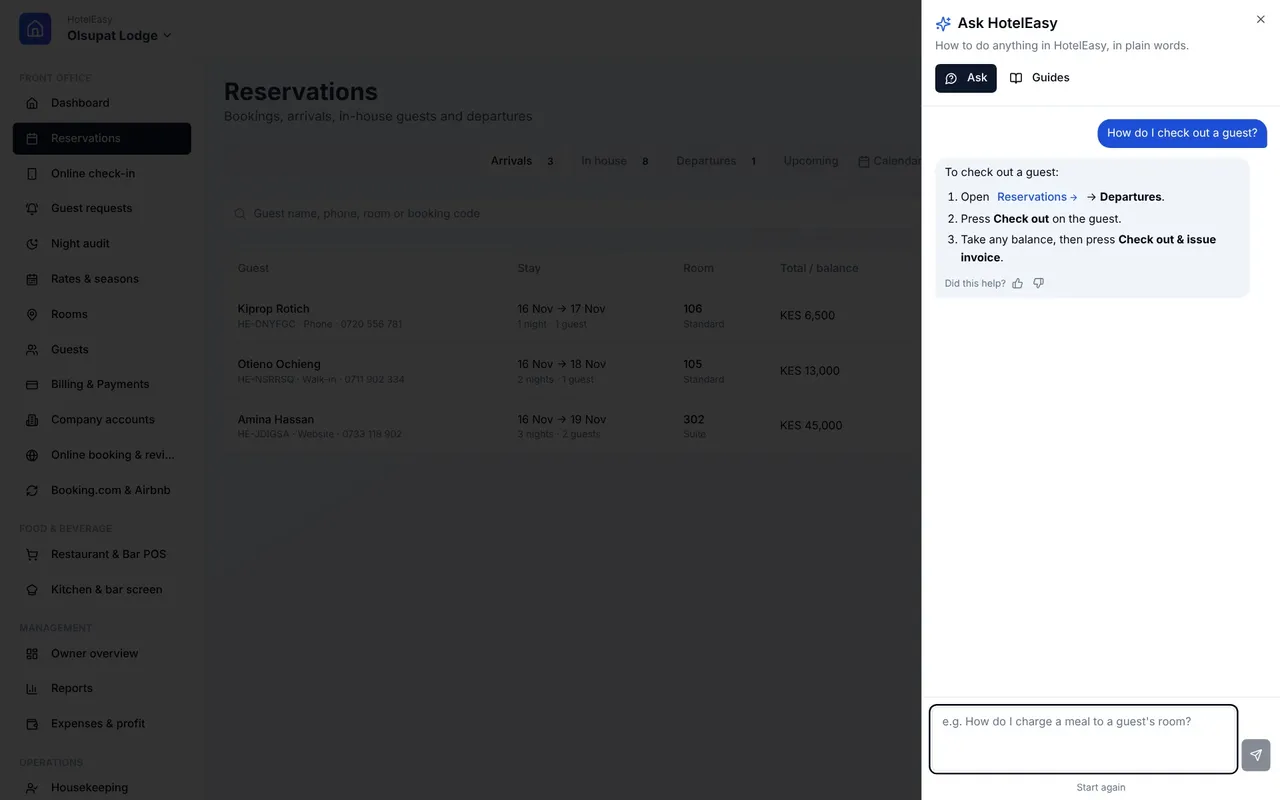 HotelEasy
Olsupat Lodge
FRONT OFFICE
Dashboard
Reservations
Online check-in
Guest requests
Night audit
Rates & seasons
Rooms
Guests
Billing & Payments
Company accounts
Online booking & revi...
Booking.com & Airbnb
FOOD & BEVERAGE
Restaurant & Bar POS
Kitchen & bar screen
MANAGEMENT
Owner overview
Reports
Expenses & profit
OPERATIONS
Housekeeping
Reservations
Bookings, arrivals, in-house guests and departures
Arrivals 3 In house 8 Departures 1 Upcoming Calendar
Guest name, phone, room or booking code
Guest Stay Room Total / balance
Kiprop Rotich 16 Nov → 17 Nov 106 KES 6,500
Phone · 0720 556 781 1 night · 1 guest Standard
Otieno Ochieng 16 Nov → 18 Nov 105 KES 13,000
Walk-in · 0711 902 334 2 nights · 1 guest Standard
Amina Hassan 16 Nov → 19 Nov 302 KES 45,000
Website · 0733 118 902 3 nights · 2 guests Suite
Ask HotelEasy
How to do anything in HotelEasy, in plain words.
Ask Guides
How do I check out a guest?
To check out a guest:
1. Open Reservations → → Departures.
2. Press Check out on the guest.
3. Take any balance, then press Check out & issue
invoice.
Did this help?
e.g. How do I charge a meal to a guest's room?
Start again